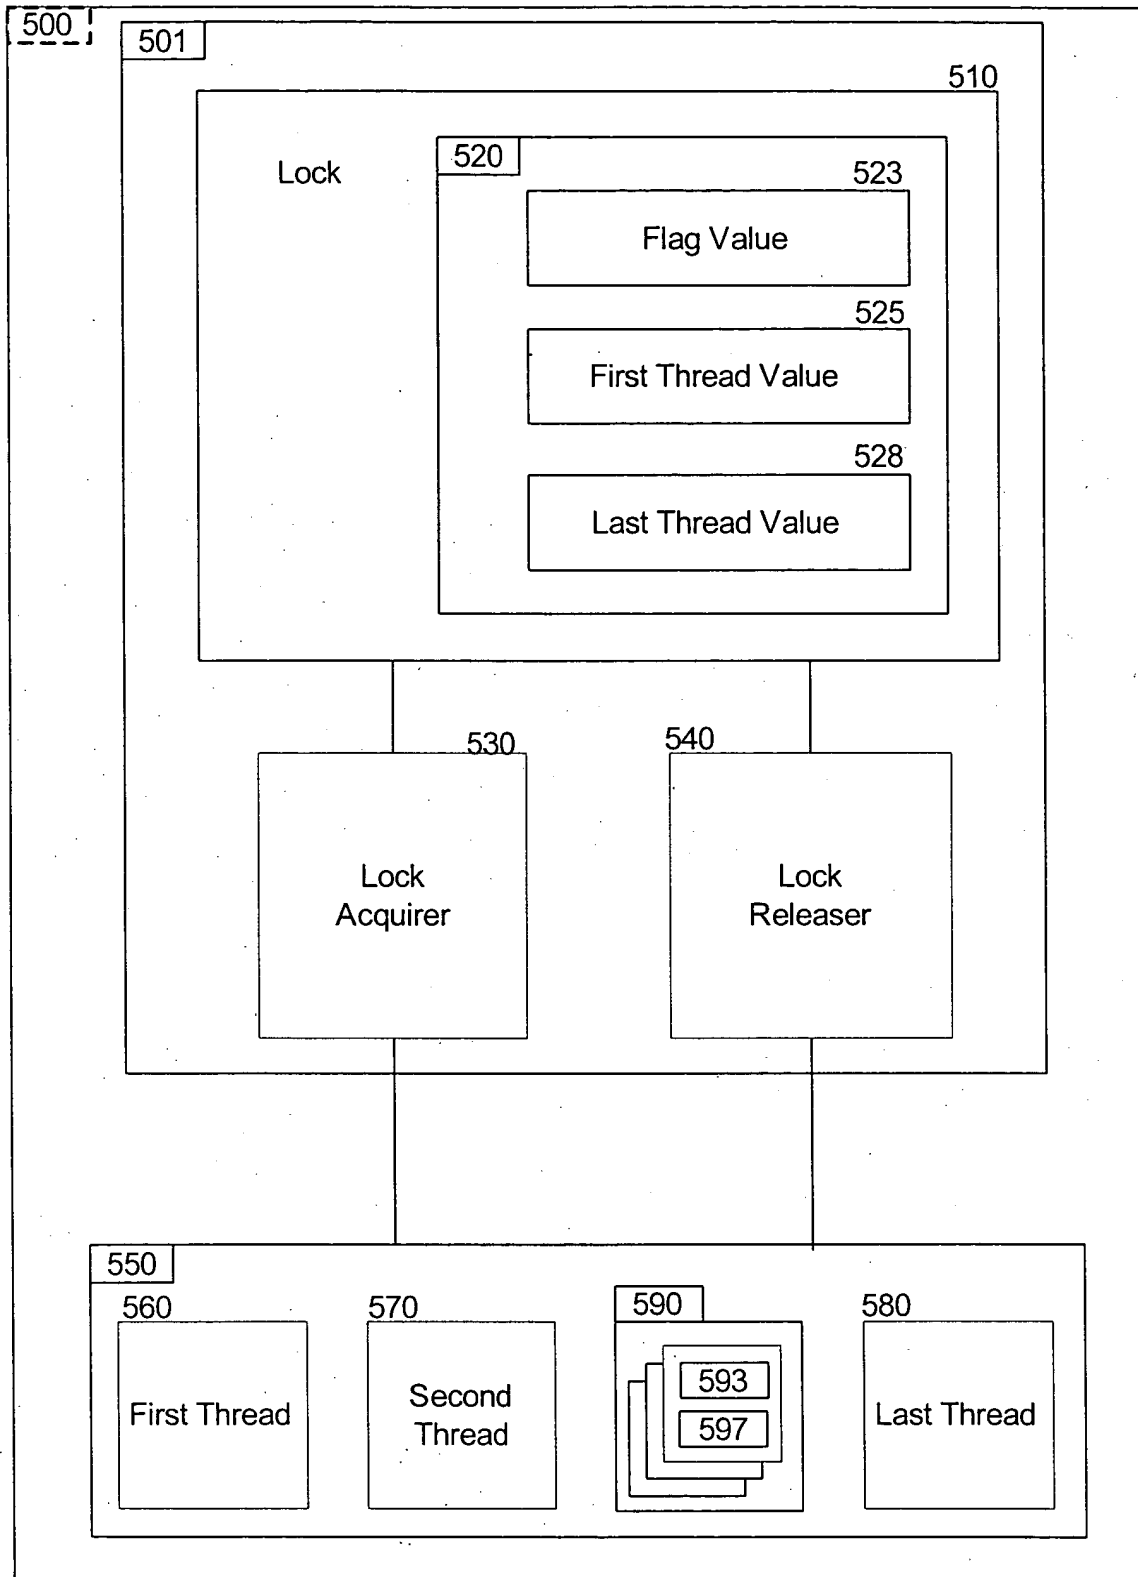 500
501
510
Lock
520
523
Flag Value
525
First Thread Value
528
Last Thread Value
530
540
Lock
Acquirer
Lock
Releaser
550
560
570
590
580
First Thread
Second
Thread
593
597
Last Thread